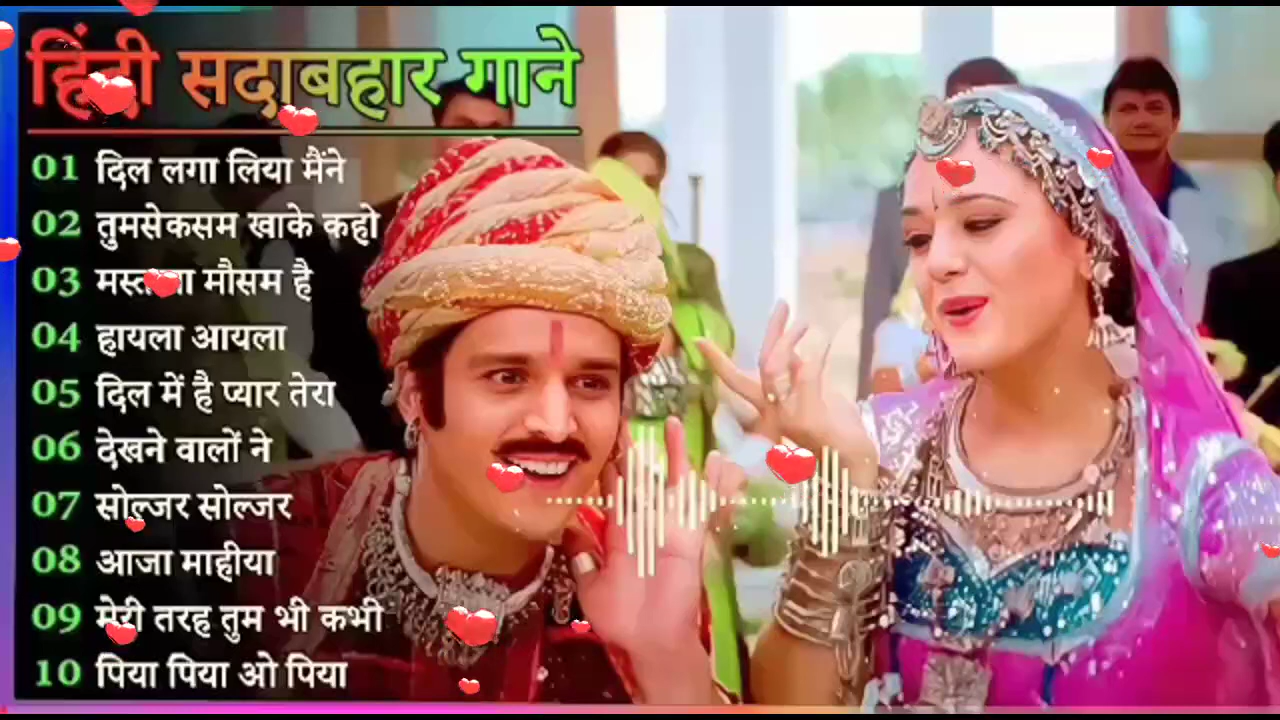 हिंदी सदाबहार गाने
01 दिल लगा लिया मैंने
02 तुमसेकसम खाके कहो
03 मौसम है
04 हायला आयला
05 दिल में है प्यार तेरा
06 देखने वालों ने
07 सोल्जर सोल्जर
08 आजा माहीया
09 मेरी तरह तुम भी कभी
10 पिया पिया ओ पिया